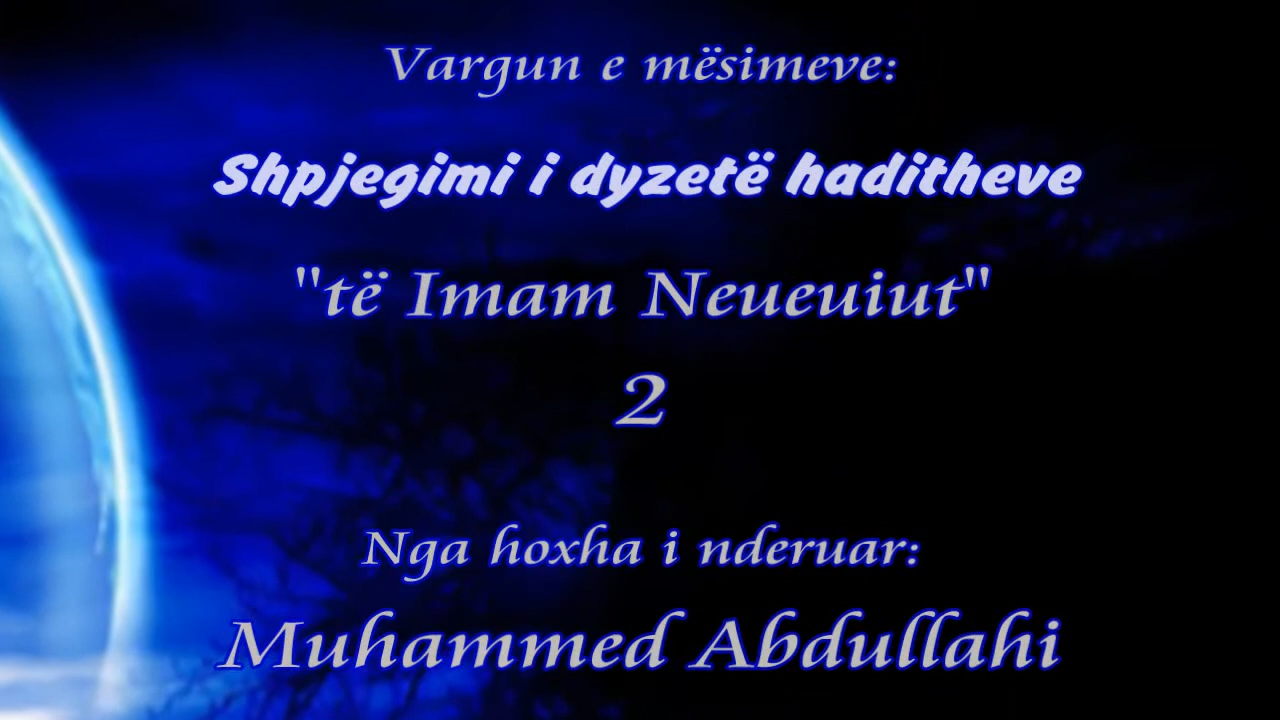 Vargun e mësimeve:
Shpjegimi i dyzetë haditheve
"të Imam Neueuiut"
2
Nga hoxha i nderuar:
Muhammed Abdullahi